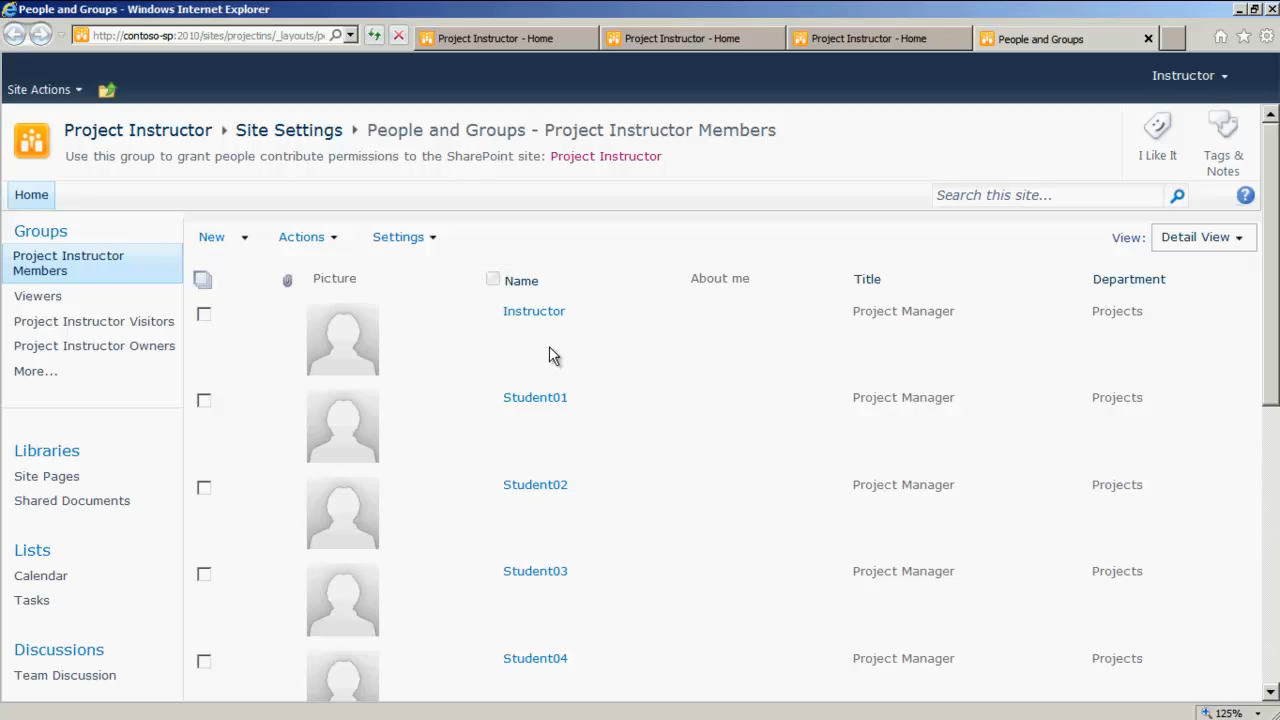 People and Groups - Windows Internet Explorer
http://contoso-sp:2010/sites/projectins/_layouts/p
Project Instructor - Home
Project Instructor - Home
Project Instructor - Home
People and Groups
Site Actions
Instructor
Project Instructor Site Settings People and Groups - Project Instructor Members
Use this group to grant people contribute permissions to the SharePoint site: Project Instructor
I Like It
Tags &
Notes
Home
Search this site...
Groups
Project Instructor
Members
Viewers
Project Instructor Visitors
Project Instructor Owners
More...
Libraries
Site Pages
Shared Documents
Lists
Calendar
Tasks
Discussions
Team Discussion
New Actions Settings View: Detail View
Picture Name About me Title Department
Instructor Project Manager Projects
Student01 Project Manager Projects
Student02 Project Manager Projects
Student03 Project Manager Projects
Student04 Project Manager Projects
125%